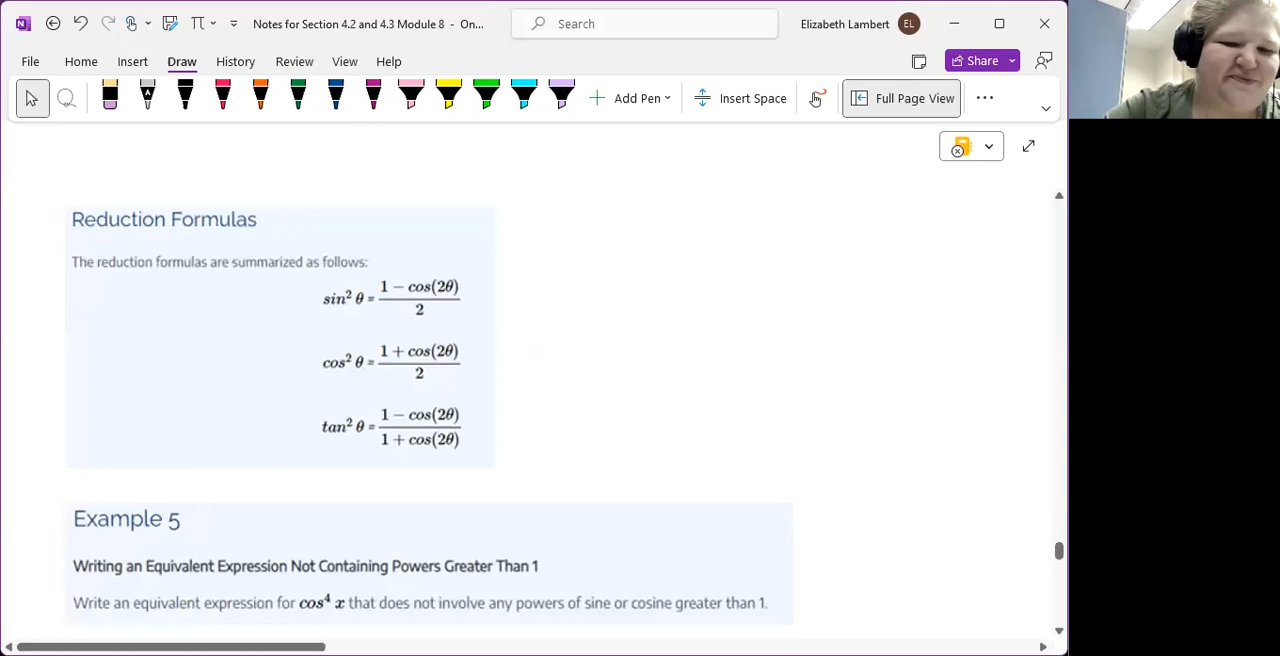 Notes for Section 4.2 and 4.3 Module 8 - On...
Search
Elizabeth Lambert EL
File Home Insert Draw History Review View Help Share
Add Pen Insert Space Full Page View
Reduction Formulas
The reduction formulas are summarized as follows:
sin² θ = (1 − cos(2θ))/2
cos² θ = (1 + cos(2θ))/2
tan² θ = (1 − cos(2θ))/(1 + cos(2θ))
Example 5
Writing an Equivalent Expression Not Containing Powers Greater Than 1
Write an equivalent expression for cos⁴ x that does not involve any powers of sine or cosine greater than 1.